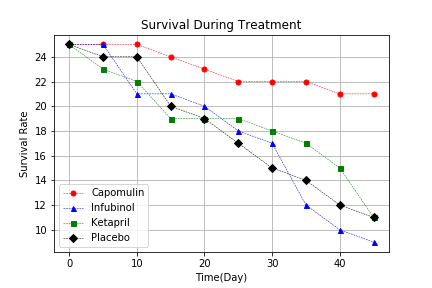 Survival During Treatment
Survival Rate
24
22
20
18
16
14
12
10
Capomulin
Infubinol
Ketapril
Placebo
0 10 20 30 40
Time(Day)